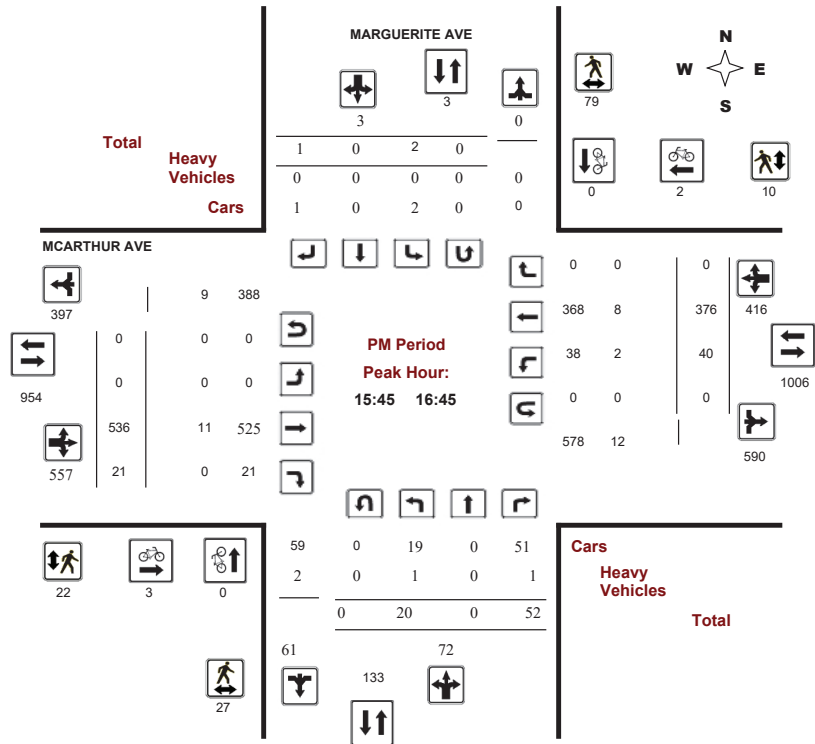 MARGUERITE AVE
N
W E
S
3
79
3 0
Total 1 0 2 0
Heavy
Vehicles 0 0 0 0 0
Cars 1 0 2 0 0
0 2 10
MCARTHUR AVE
397 9 388
0 0 0
954 0 0 0
536 11 525
557 21 0 21
PM Period
Peak Hour:
15:45 16:45
0 0 0
368 8 376 416
38 2 40
1006
0 0 0
578 12 590
22 3 0
27
59 0 19 0 51 Cars
2 0 1 0 1 Heavy
Vehicles
0 20 0 52 Total
61 72
133